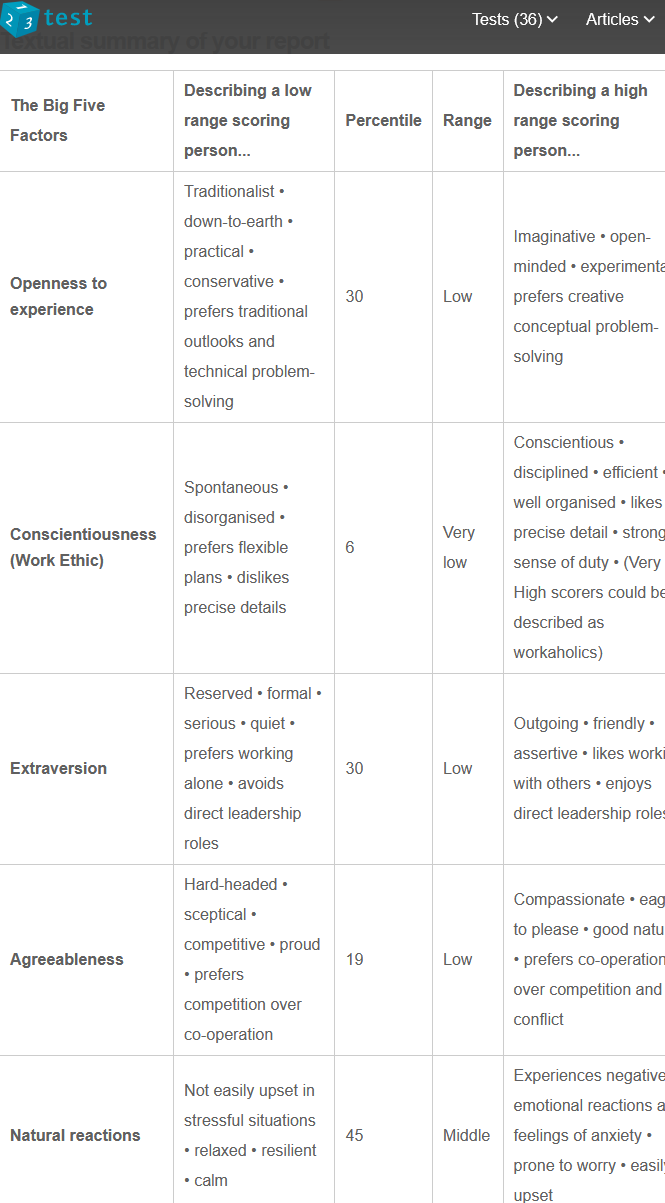 123 test
Tests (36)
Articles
Textual summary of your report
The Big Five
Factors
Describing a low
range scoring
person...
Percentile
Range
Describing a high
range scoring
person...
Openness to
experience
Traditionalist •
down-to-earth •
practical •
conservative •
prefers traditional
outlooks and
technical problem-
solving
30
Low
Imaginative • open-
minded • experimenta
prefers creative
conceptual problem-
solving
Conscientiousness
(Work Ethic)
Spontaneous •
disorganised •
prefers flexible
plans • dislikes
precise details
6
Very
low
Conscientious •
disciplined • efficient •
well organised • likes
precise detail • strong
sense of duty • (Very
High scorers could be
described as
workaholics)
Extraversion
Reserved • formal •
serious • quiet •
prefers working
alone • avoids
direct leadership
roles
30
Low
Outgoing • friendly •
assertive • likes worki
with others • enjoys
direct leadership roles
Agreeableness
Hard-headed •
sceptical •
competitive • proud
• prefers
competition over
co-operation
19
Low
Compassionate • eag
to please • good natu
• prefers co-operation
over competition and
conflict
Natural reactions
Not easily upset in
stressful situations
• relaxed • resilient
• calm
45
Middle
Experiences negative
emotional reactions a
feelings of anxiety •
prone to worry • easily
upset